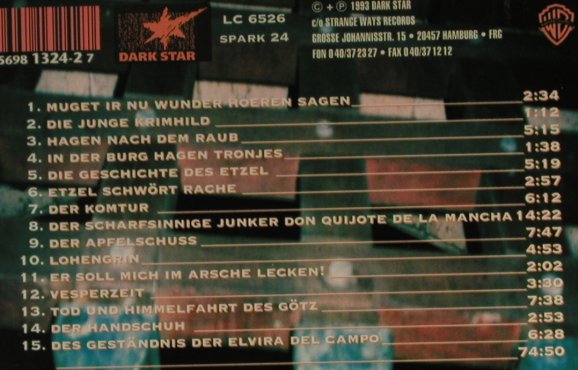 5698 1324-2 7
DARK STAR
LC 6526
SPARK 24
© + ℗ 1993 DARK STAR
c/o STRANGE WAYS RECORDS
GROSSE JOHANNISSTR. 15 • 20457 HAMBURG • FRG
FON 0 40/37 23 27 • FAX 0 40/37 12 12
1. MUGET IR NU WUNDER HOEREN SAGEN 2:34
2. DIE JUNGE KRIMHILD 1:12
3. HAGEN NACH DEM RAUB 5:15
4. IN DER BURG HAGEN TRONJES 1:38
5. DIE GESCHICHTE DES ETZEL 5:19
6. ETZEL SCHWÖRT RACHE 2:57
7. DER KOMTUR 6:12
8. DER SCHARFSINNIGE JUNKER DON QUIJOTE DE LA MANCHA 14:22
9. DER APFELSCHUSS 7:47
10. LOHENGRIN 4:53
11. ER SOLL MICH IM ARSCHE LECKEN! 2:02
12. VESPERZEIT 3:30
13. TOD UND HIMMELFAHRT DES GÖTZ 7:38
14. DER HANDSCHUH 2:53
15. DES GESTÄNDNIS DER ELVIRA DEL CAMPO 6:28
74:50